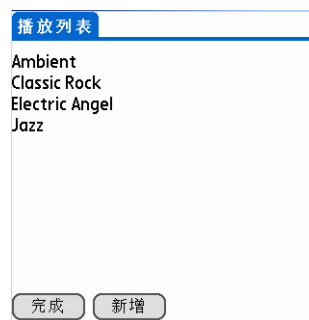 播放列表
Ambient
Classic Rock
Electric Angel
Jazz
完成 新增